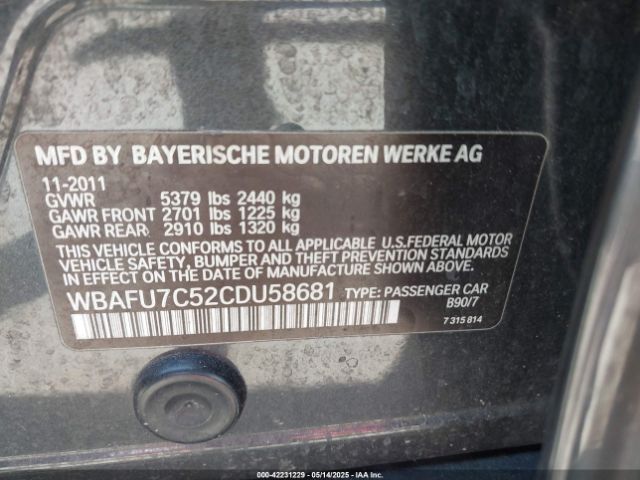 MFD BY BAYERISCHE MOTOREN WERKE AG
11-2011
GVWR 5379 lbs 2440 kg
GAWR FRONT 2701 lbs 1225 kg
GAWR REAR 2910 lbs 1320 kg
THIS VEHICLE CONFORMS TO ALL APPLICABLE U.S.FEDERAL MOTOR
VEHICLE SAFETY, BUMPER AND THEFT PREVENTION STANDARDS
IN EFFECT ON THE DATE OF MANUFACTURE SHOWN ABOVE.
WBAFU7C52CDU58681 TYPE: PASSENGER CAR
B90/7
7 315 814
000-42231229 05/14/2025 IAAI.COM